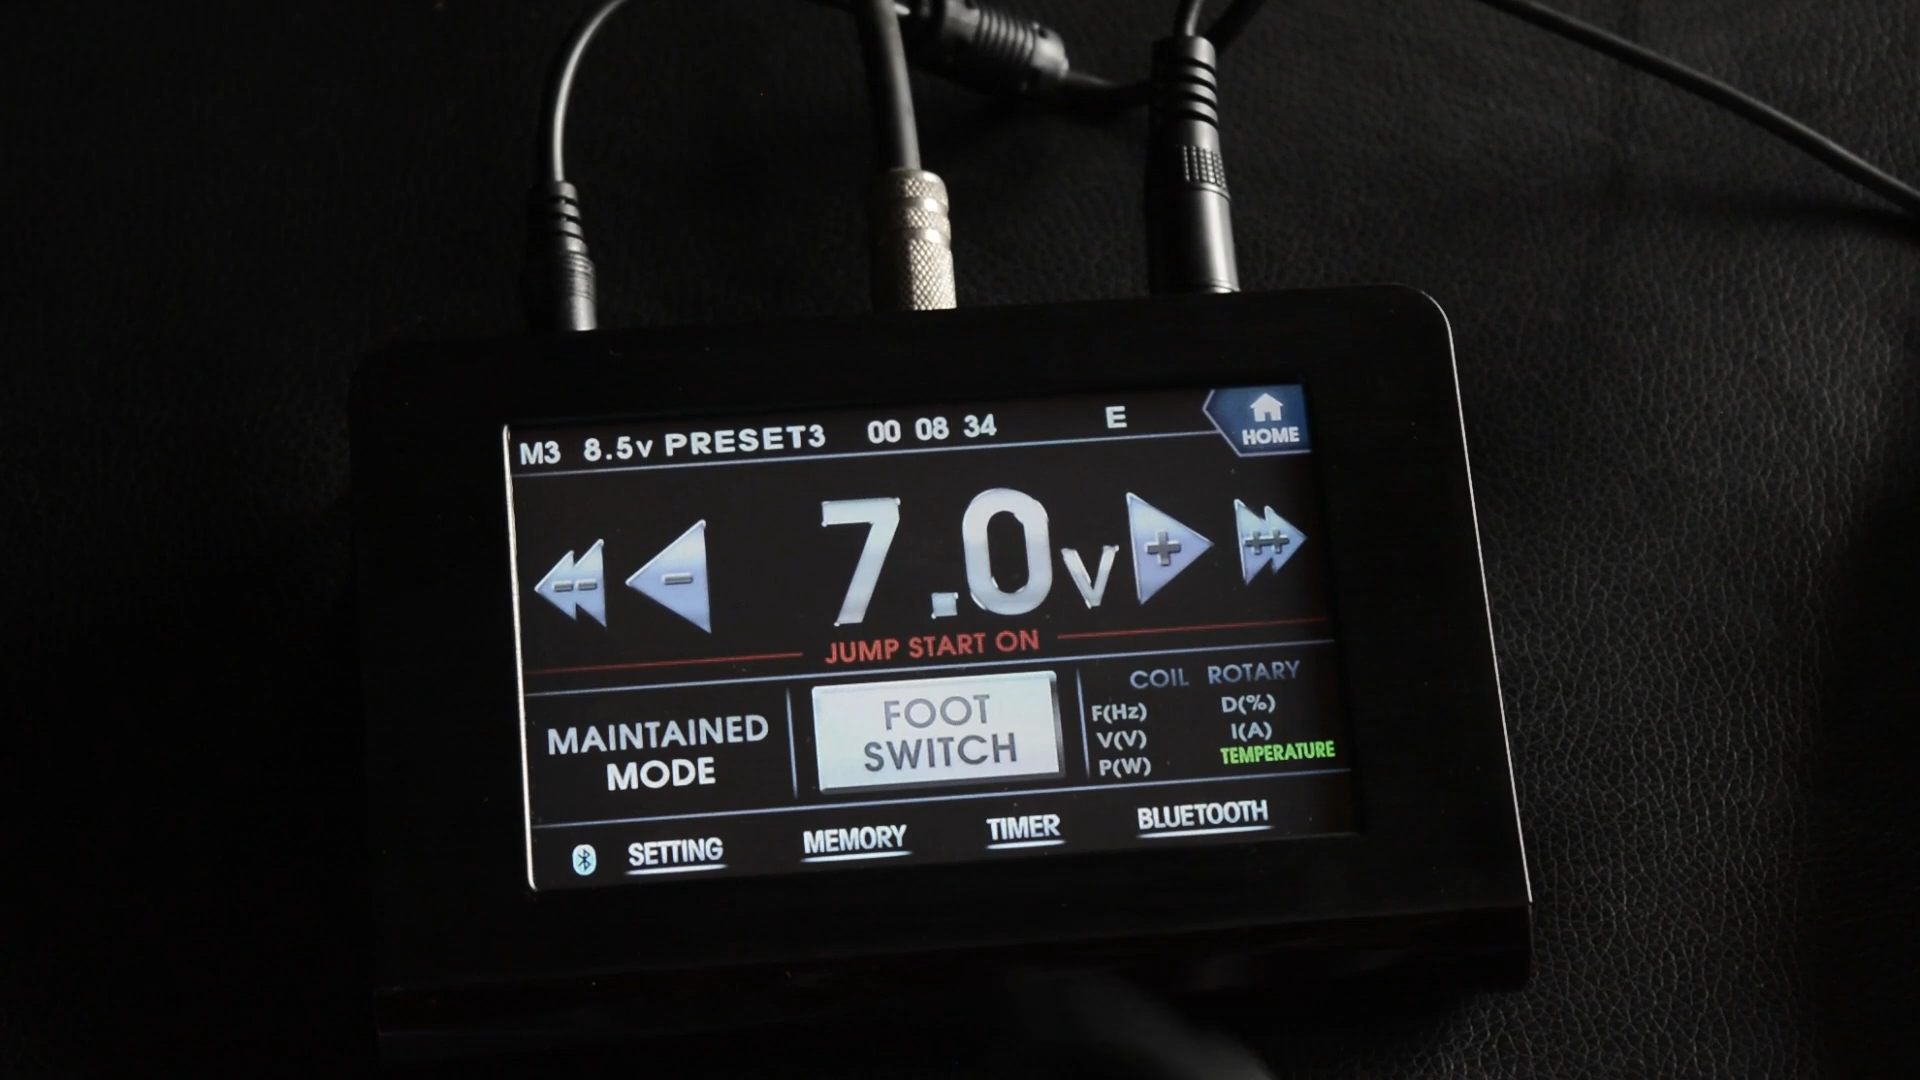 M3 8.5v PRESET3 00 08 34 E
HOME
-- - 7.0v + ++
JUMP START ON
MAINTAINED
MODE
FOOT
SWITCH
COIL ROTARY
F(Hz) D(%)
V(V) I(A)
P(W) TEMPERATURE
SETTING MEMORY TIMER BLUETOOTH